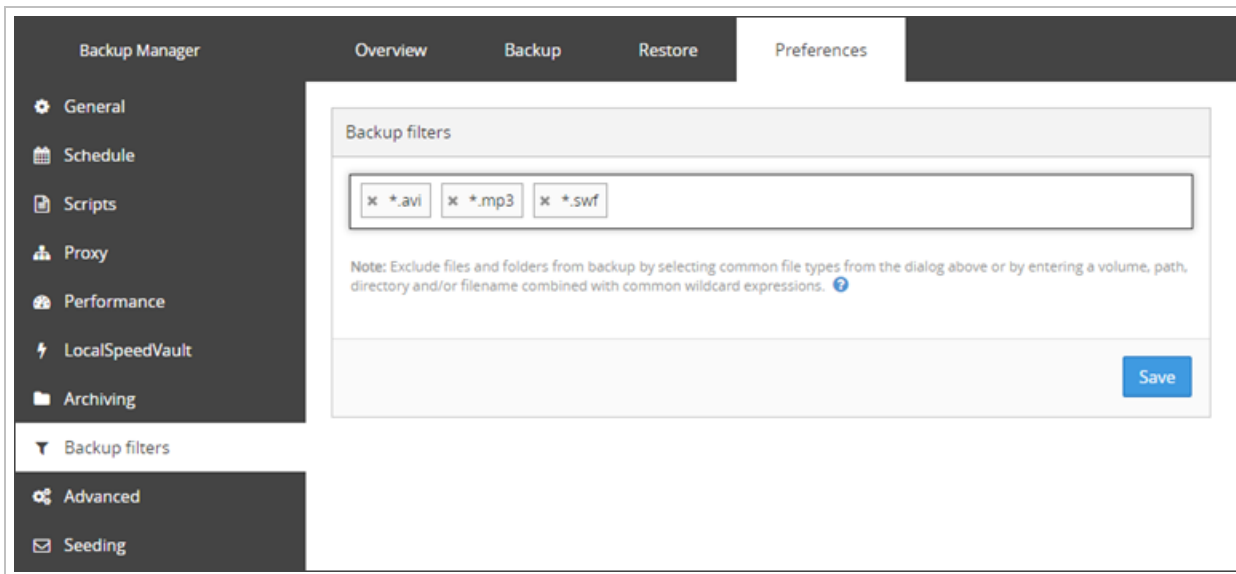 Backup Manager
Overview
Backup
Restore
Preferences
General
Schedule
Scripts
Proxy
Performance
LocalSpeedVault
Archiving
Backup filters
Advanced
Seeding
Backup filters
× *.avi × *.mp3 × *.swf
Note: Exclude files and folders from backup by selecting common file types from the dialog above or by entering a volume, path,
directory and/or filename combined with common wildcard expressions. ?
Save